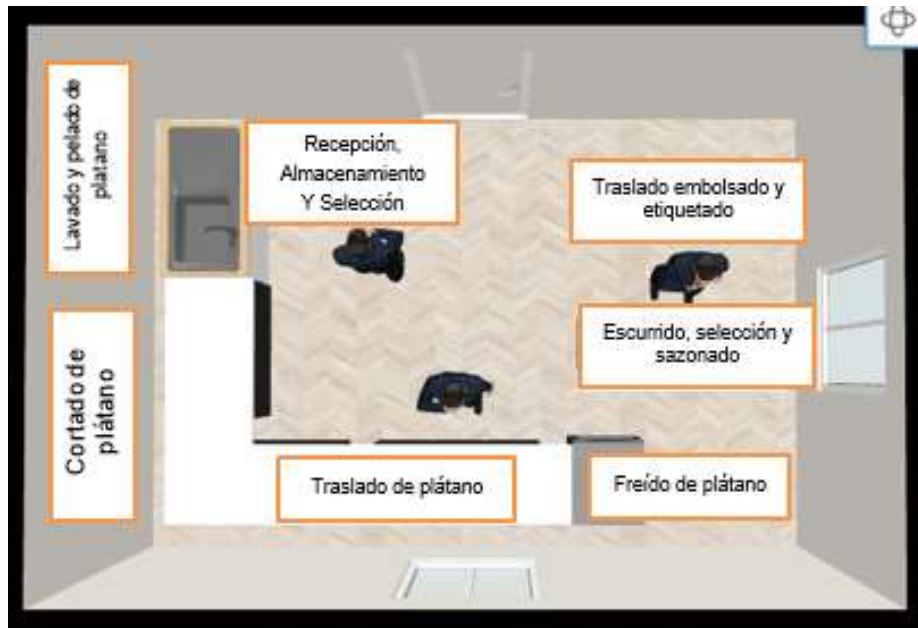 Lavado y pelado de
platano
Recepción,
Almacenamiento
Y Selección
Traslado embolsado y
etiquetado
Escurrido, selección y
sazonado
Cortado de
plátano
Traslado de plátano
Freído de plátano